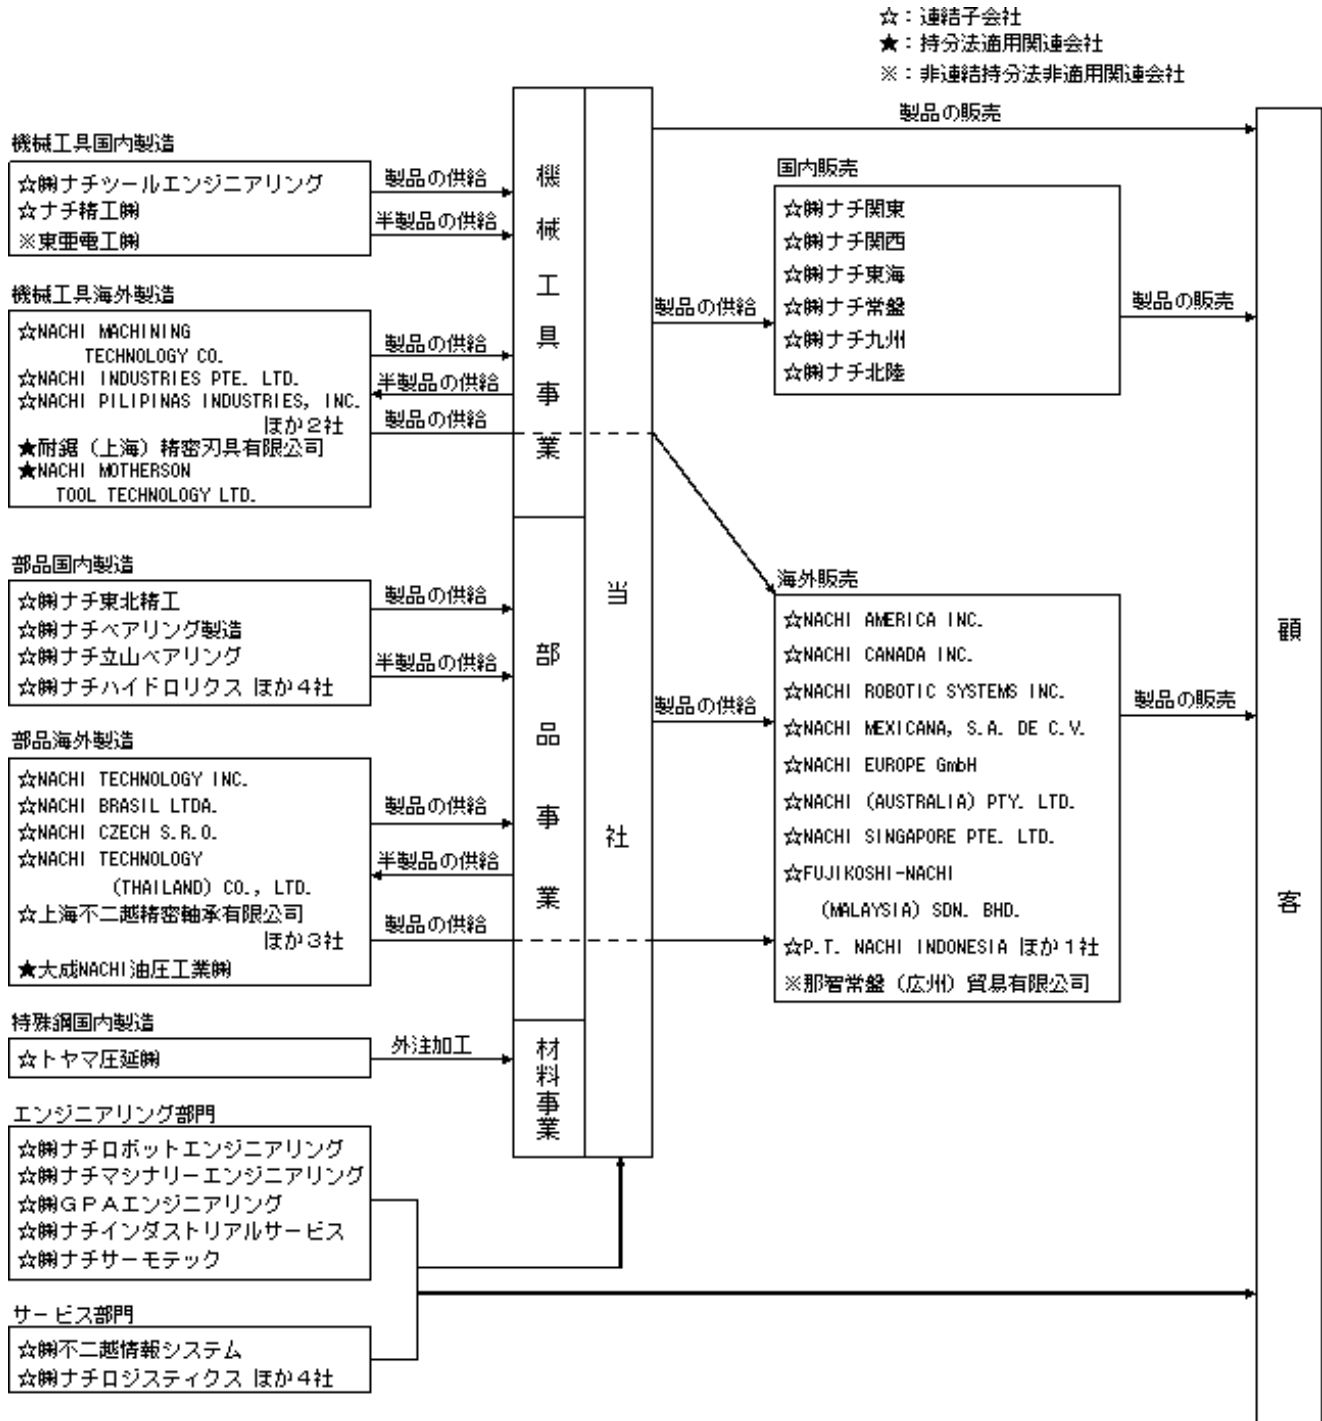 ☆：連結子会社
★：持分法適用関連会社
※：非連結持分法非適用関連会社
製品の販売
機械工具国内製造
☆㈱ナチツールエンジニアリング
☆ナチ精工㈱
※東亜電工㈱
製品の供給
半製品の供給
機械工具海外製造
☆NACHI MACHINING
TECHNOLOGY CO.
☆NACHI INDUSTRIES PTE. LTD.
☆NACHI PILIPINAS INDUSTRIES, INC.
ほか２社
★耐鋸（上海）精密刃具有限公司
★NACHI MOTHERSON
TOOL TECHNOLOGY LTD.
製品の供給
半製品の供給
製品の供給
部品国内製造
☆㈱ナチ東北精工
☆㈱ナチベアリング製造
☆㈱ナチ立山ベアリング
☆㈱ナチハイドロリクス ほか４社
製品の供給
半製品の供給
部品海外製造
☆NACHI TECHNOLOGY INC.
☆NACHI BRASIL LTDA.
☆NACHI CZECH S.R.O.
☆NACHI TECHNOLOGY
(THAILAND) CO., LTD.
☆上海不二越精密軸承有限公司
ほか３社
★大成NACHI油圧工業㈱
製品の供給
半製品の供給
製品の供給
特殊鋼国内製造
☆トヤマ圧延㈱
外注加工
エンジニアリング部門
☆㈱ナチロボットエンジニアリング
☆㈱ナチマシナリーエンジニアリング
☆㈱ＧＰＡエンジニアリング
☆㈱ナチインダストリアルサービス
☆㈱ナチサーモテック
サービス部門
☆㈱不二越情報システム
☆㈱ナチロジスティクス ほか４社
機械工具事業
部品事業
材料事業
当社
製品の供給
国内販売
☆㈱ナチ関東
☆㈱ナチ関西
☆㈱ナチ東海
☆㈱ナチ常盤
☆㈱ナチ九州
☆㈱ナチ北陸
製品の販売
製品の供給
海外販売
☆NACHI AMERICA INC.
☆NACHI CANADA INC.
☆NACHI ROBOTIC SYSTEMS INC.
☆NACHI MEXICANA, S.A. DE C.V.
☆NACHI EUROPE GmbH
☆NACHI (AUSTRALIA) PTY. LTD.
☆NACHI SINGAPORE PTE. LTD.
☆FUJIKOSHI-NACHI
(MALAYSIA) SDN. BHD.
☆P.T. NACHI INDONESIA ほか１社
※那智常盤（広州）貿易有限公司
製品の販売
顧客